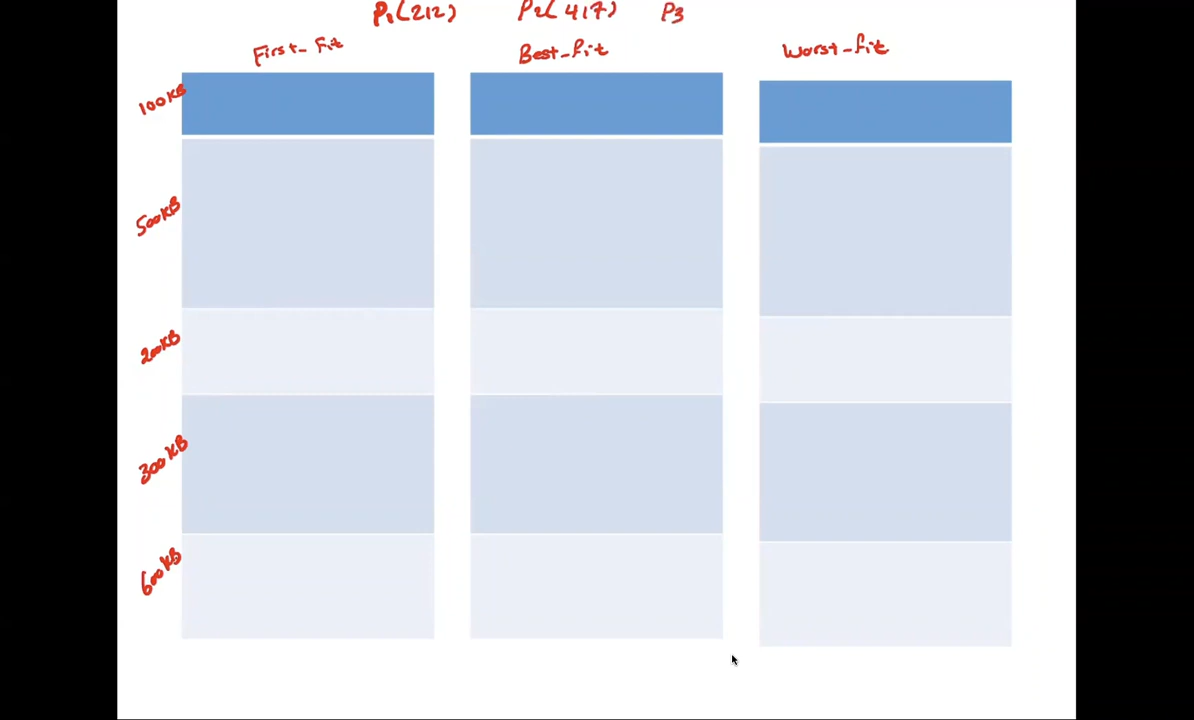 P1(212) P2(417) P3
First-Fit Best-fit Worst-fit
100KB
500KB
200KB
300KB
600KB